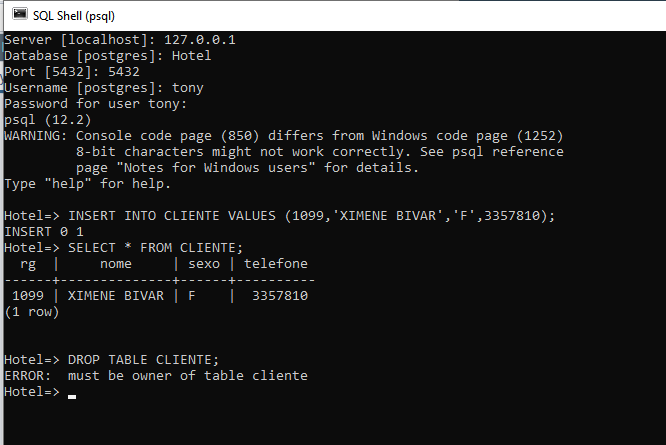 SQL Shell (psql)
Server [localhost]: 127.0.0.1
Database [postgres]: Hotel
Port [5432]: 5432
Username [postgres]: tony
Password for user tony:
psql (12.2)
WARNING: Console code page (850) differs from Windows code page (1252)
         8-bit characters might not work correctly. See psql reference
         page "Notes for Windows users" for details.
Type "help" for help.

Hotel=> INSERT INTO CLIENTE VALUES (1099,'XIMENE BIVAR','F',3357810);
INSERT 0 1
Hotel=> SELECT * FROM CLIENTE;
  rg  |     nome     | sexo | telefone
------+--------------+------+----------
 1099 | XIMENE BIVAR | F    |  3357810
(1 row)


Hotel=> DROP TABLE CLIENTE;
ERROR:  must be owner of table cliente
Hotel=>